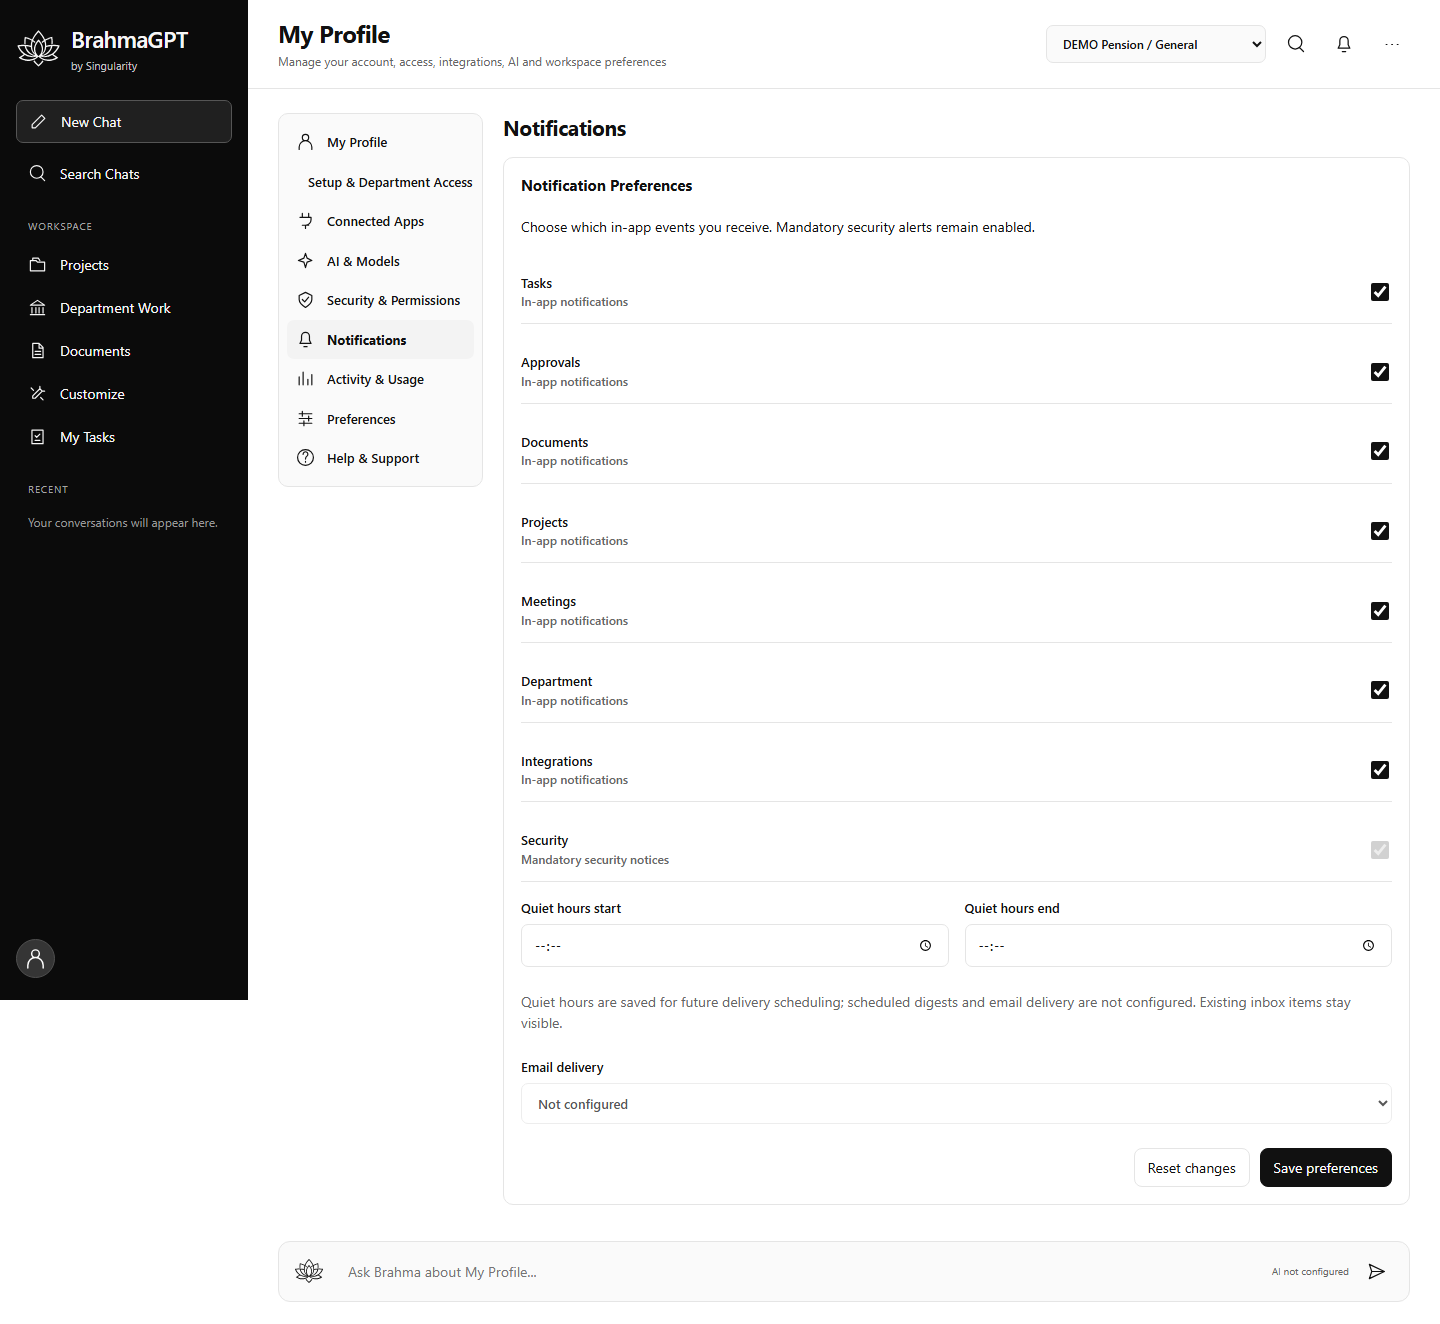 BrahmaGPT
by Singularity
New Chat
Search Chats
WORKSPACE
Projects
Department Work
Documents
Customize
My Tasks
RECENT
Your conversations will appear here.
My Profile
Manage your account, access, integrations, AI and workspace preferences
DEMO Pension / General
...
My Profile
Setup & Department Access
Connected Apps
AI & Models
Security & Permissions
Notifications
Activity & Usage
Preferences
Help & Support
Notifications
Notification Preferences
Choose which in-app events you receive. Mandatory security alerts remain enabled.
Tasks
In-app notifications
Approvals
In-app notifications
Documents
In-app notifications
Projects
In-app notifications
Meetings
In-app notifications
Department
In-app notifications
Integrations
In-app notifications
Security
Mandatory security notices
Quiet hours start
Quiet hours end
--:--
--:--
Quiet hours are saved for future delivery scheduling; scheduled digests and email delivery are not configured. Existing inbox items stay
visible.
Email delivery
Not configured
Reset changes
Save preferences
Ask Brahma about My Profile...
AI not configured